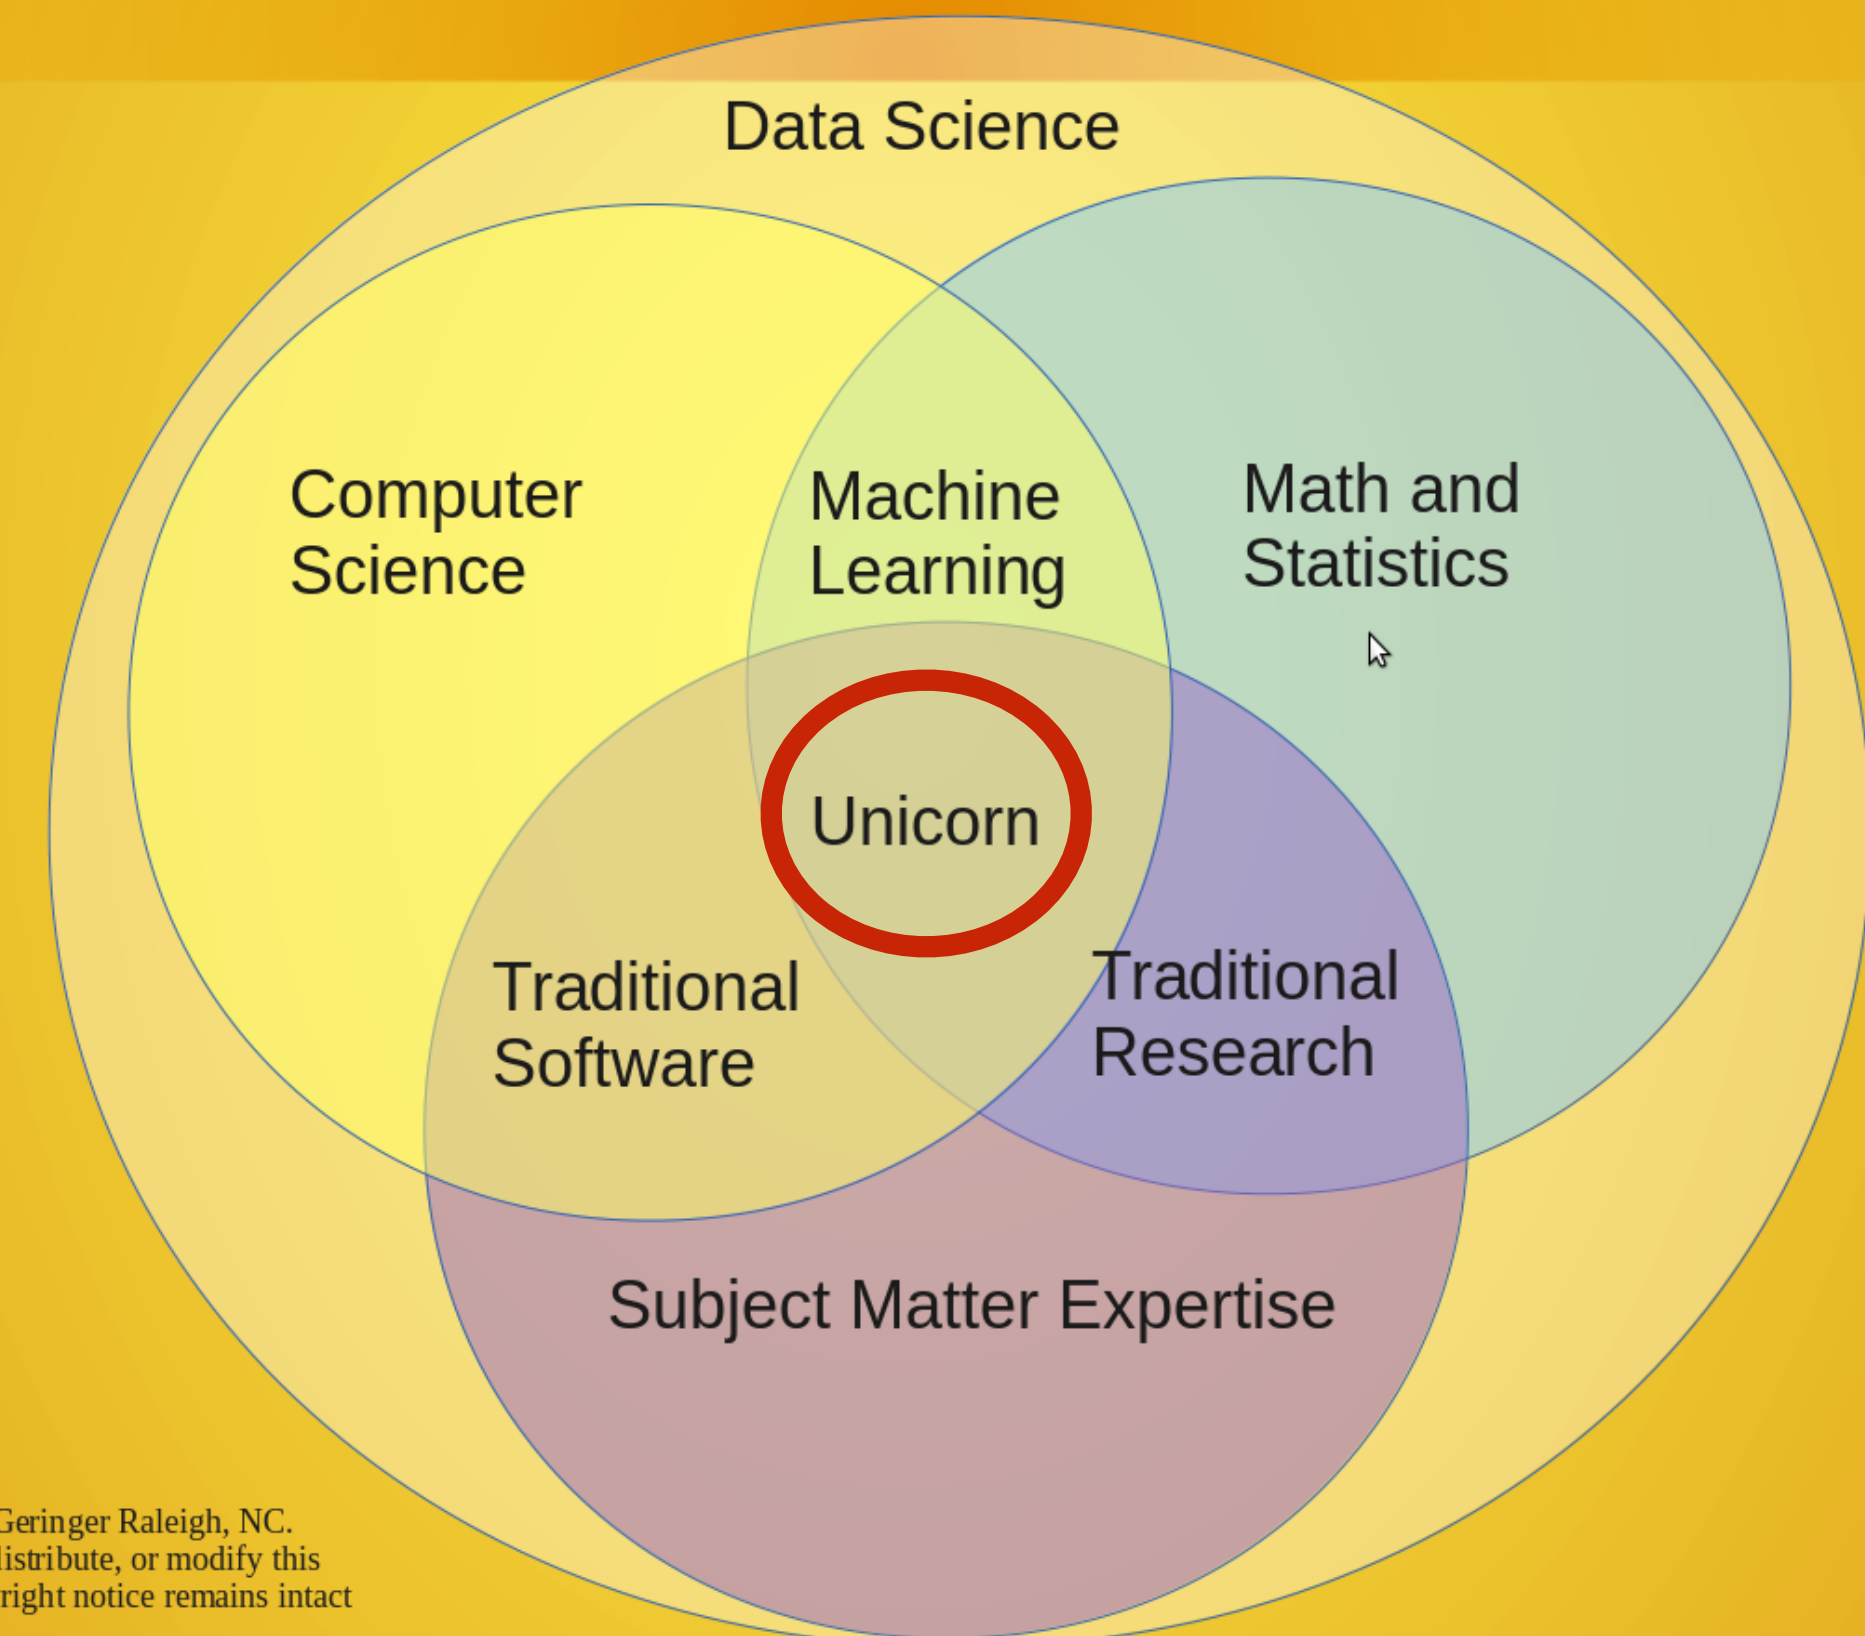 Data Science
Computer
Science
Machine
Learning
Math and
Statistics
Unicorn
Traditional
Software
Traditional
Research
Subject Matter Expertise
Geringer Raleigh, NC.
distribute, or modify this
right notice remains intact